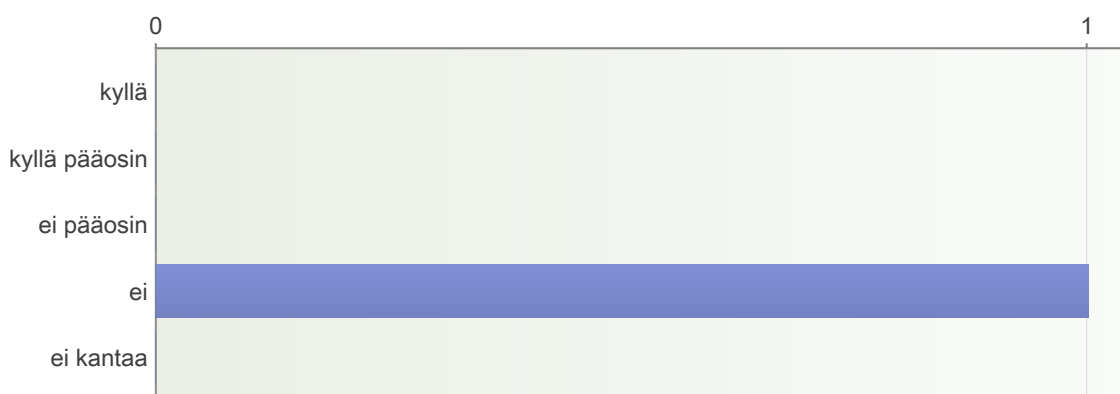 0 1
kyllä
kyllä pääosin
ei pääosin
ei
ei kantaa